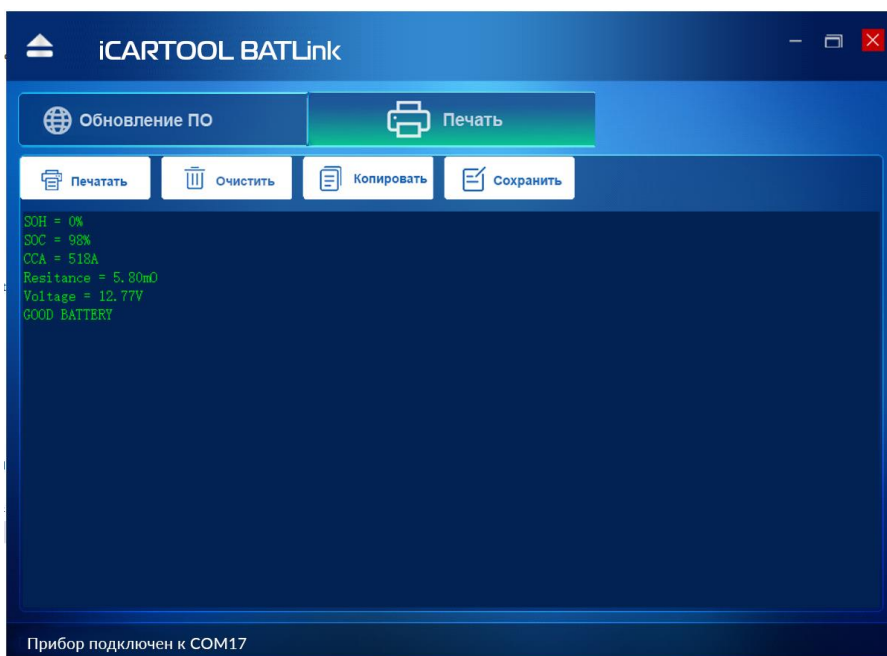 iCARTOOL BATLink
Обновление ПО
Печать
Печатать
Очистить
Копировать
Сохранить
SOH = 0%
SOC = 98%
CCA = 518A
Resitance = 5.80mΩ
Voltage = 12.77V
GOOD BATTERY
Прибор подключен к COM17